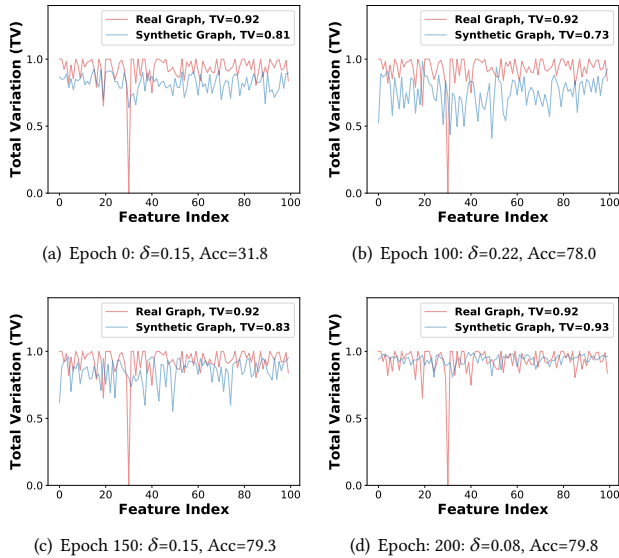 Real Graph, TV=0.92
Synthetic Graph, TV=0.81
Total Variation (TV)
1.0
0.5
0.0
0 20 40 60 80 100
Feature Index
(a) Epoch 0: δ=0.15, Acc=31.8
Real Graph, TV=0.92
Synthetic Graph, TV=0.73
Total Variation (TV)
1.0
0.5
0.0
0 20 40 60 80 100
Feature Index
(b) Epoch 100: δ=0.22, Acc=78.0
Real Graph, TV=0.92
Synthetic Graph, TV=0.83
Total Variation (TV)
1.0
0.5
0.0
0 20 40 60 80 100
Feature Index
(c) Epoch 150: δ=0.15, Acc=79.3
Real Graph, TV=0.92
Synthetic Graph, TV=0.93
Total Variation (TV)
1.0
0.5
0.0
0 20 40 60 80 100
Feature Index
(d) Epoch: 200: δ=0.08, Acc=79.8